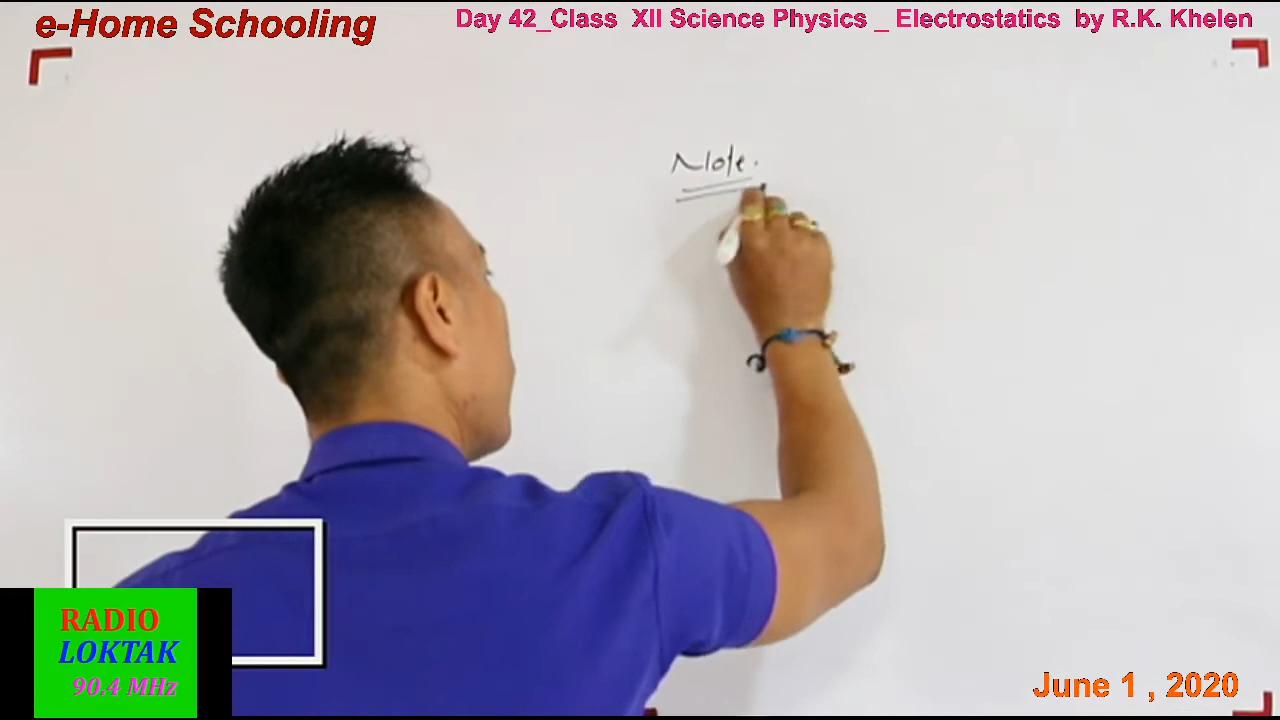 e-Home Schooling
Day 42_Class XII Science Physics _ Electrostatics by R.K. Khelen
Note.
RADIO
LOKTAK
90.4 MHz
June 1 , 2020